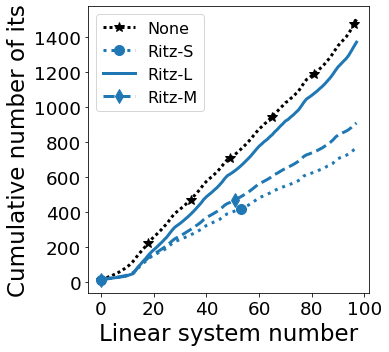 None
Ritz-S
Ritz-L
Ritz-M
Cumulative number of its
1400
1200
1000
800
600
400
200
0
0 20 40 60 80 100
Linear system number